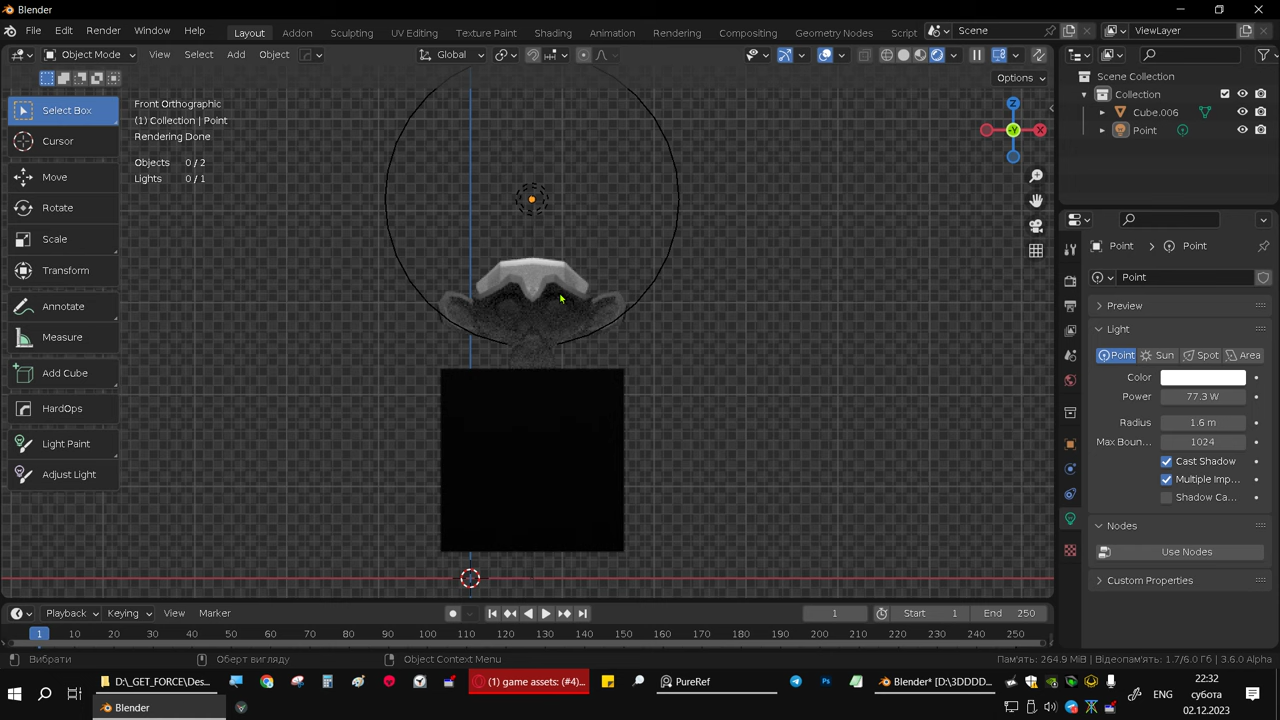 Blender
File Edit Render Window Help Layout Addon Sculpting UV Editing Texture Paint Shading Animation Rendering Compositing Geometry Nodes Script Scene ViewLayer
Object Mode View Select Add Object Global
Options
Select Box
Cursor
Move
Rotate
Scale
Transform
Annotate
Measure
Add Cube
HardOps
Light Paint
Adjust Light
Front Orthographic
(1) Collection | Point
Rendering Done
Objects 0 / 2
Lights 0 / 1
Z
-Y
X
Scene Collection
Collection
Cube.006
Point
Point Point
Point
Preview
Light
Point Sun Spot Area
Color
Power 77.3 W
Radius 1.6 m
Max Boun... 1024
Cast Shadow
Multiple Imp...
Shadow Ca...
Nodes
Use Nodes
Custom Properties
Playback Keying View Marker 1 Start 1 End 250
1 10 20 30 40 50 60 70 80 90 100 110 120 130 140 150 160 170 180 190 200 210 220 230 240 250
Вибрати Оберт вигляду Object Context Menu Пам'ять: 264.9 МіБ | Відеопам'ять: 1.7/6.0 Гб | 3.6.0 Alpha
D:\_GET_FORCE\Des... (1) game assets: (#4)... PureRef Blender* [D:\3DDDD...
Blender
ENG
22:32
субота
02.12.2023